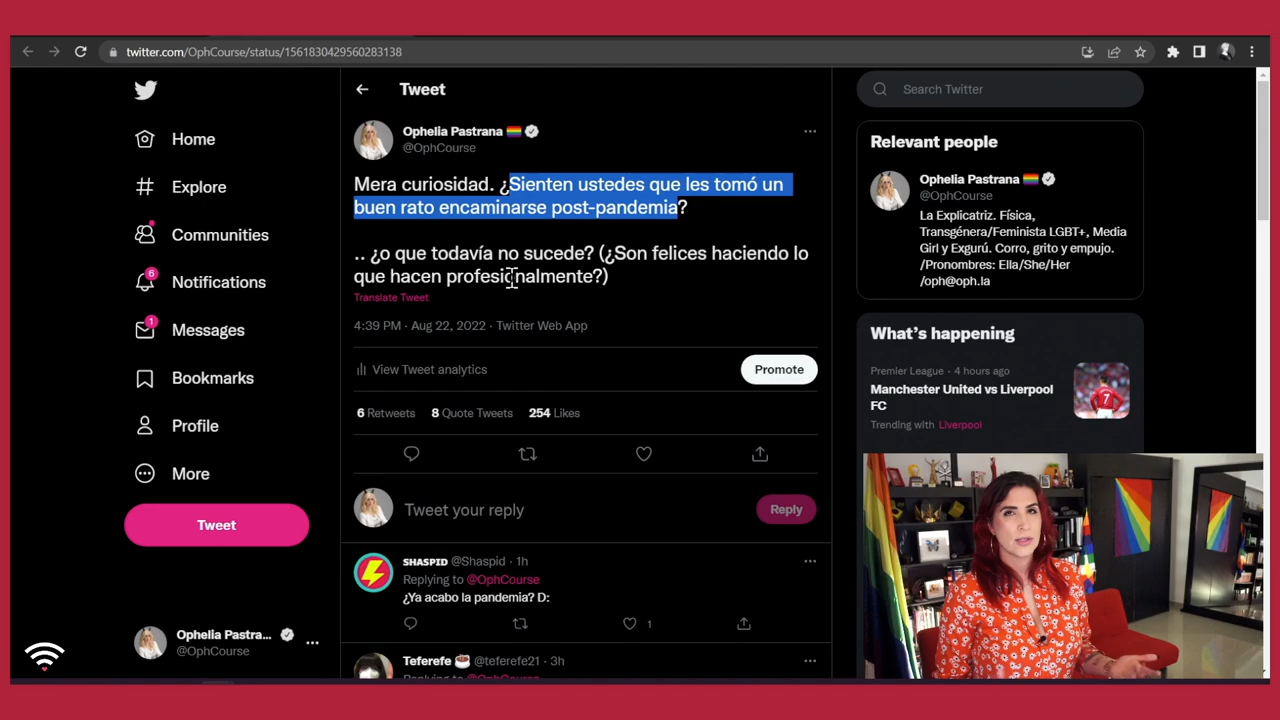 twitter.com/OphCourse/status/1561830429560283138
Home
Explore
Communities
Notifications
6
Messages
1
Bookmarks
Profile
More
Tweet
Ophelia Pastra...
@OphCourse
Tweet
Ophelia Pastrana
@OphCourse
Mera curiosidad. ¿Sienten ustedes que les tomó un
buen rato encaminarse post-pandemia?
.. ¿o que todavía no sucede? (¿Son felices haciendo lo
que hacen profesionalmente?)
Translate Tweet
4:39 PM · Aug 22, 2022 · Twitter Web App
View Tweet analytics
Promote
6 Retweets 8 Quote Tweets 254 Likes
Tweet your reply
Reply
SHASPID @Shaspid · 1h
Replying to @OphCourse
¿Ya acabo la pandemia? D:
1
Teferefe @teferefe21 · 3h
Replying to @OphCourse
Search Twitter
Relevant people
Ophelia Pastrana
@OphCourse
La Explicatriz. Física,
Transgénera/Feminista LGBT+, Media
Girl y Exgurú. Corro, grito y empujo.
/Pronombres: Ella/She/Her
/oph@oph.la
What's happening
Premier League · 4 hours ago
Manchester United vs Liverpool
FC
Trending with Liverpool
7